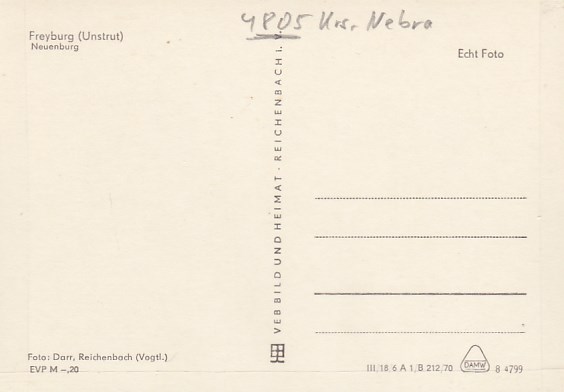 4805 Krs. Nebra
Freyburg (Unstrut)
Neuenburg
Echt Foto
VEB BILD UND HEIMAT · REICHENBACH I. V.
Foto: Darr, Reichenbach (Vogtl.)
EVP M –,20
III/18/6 A 1/B 212/70
DAMW
8 4799